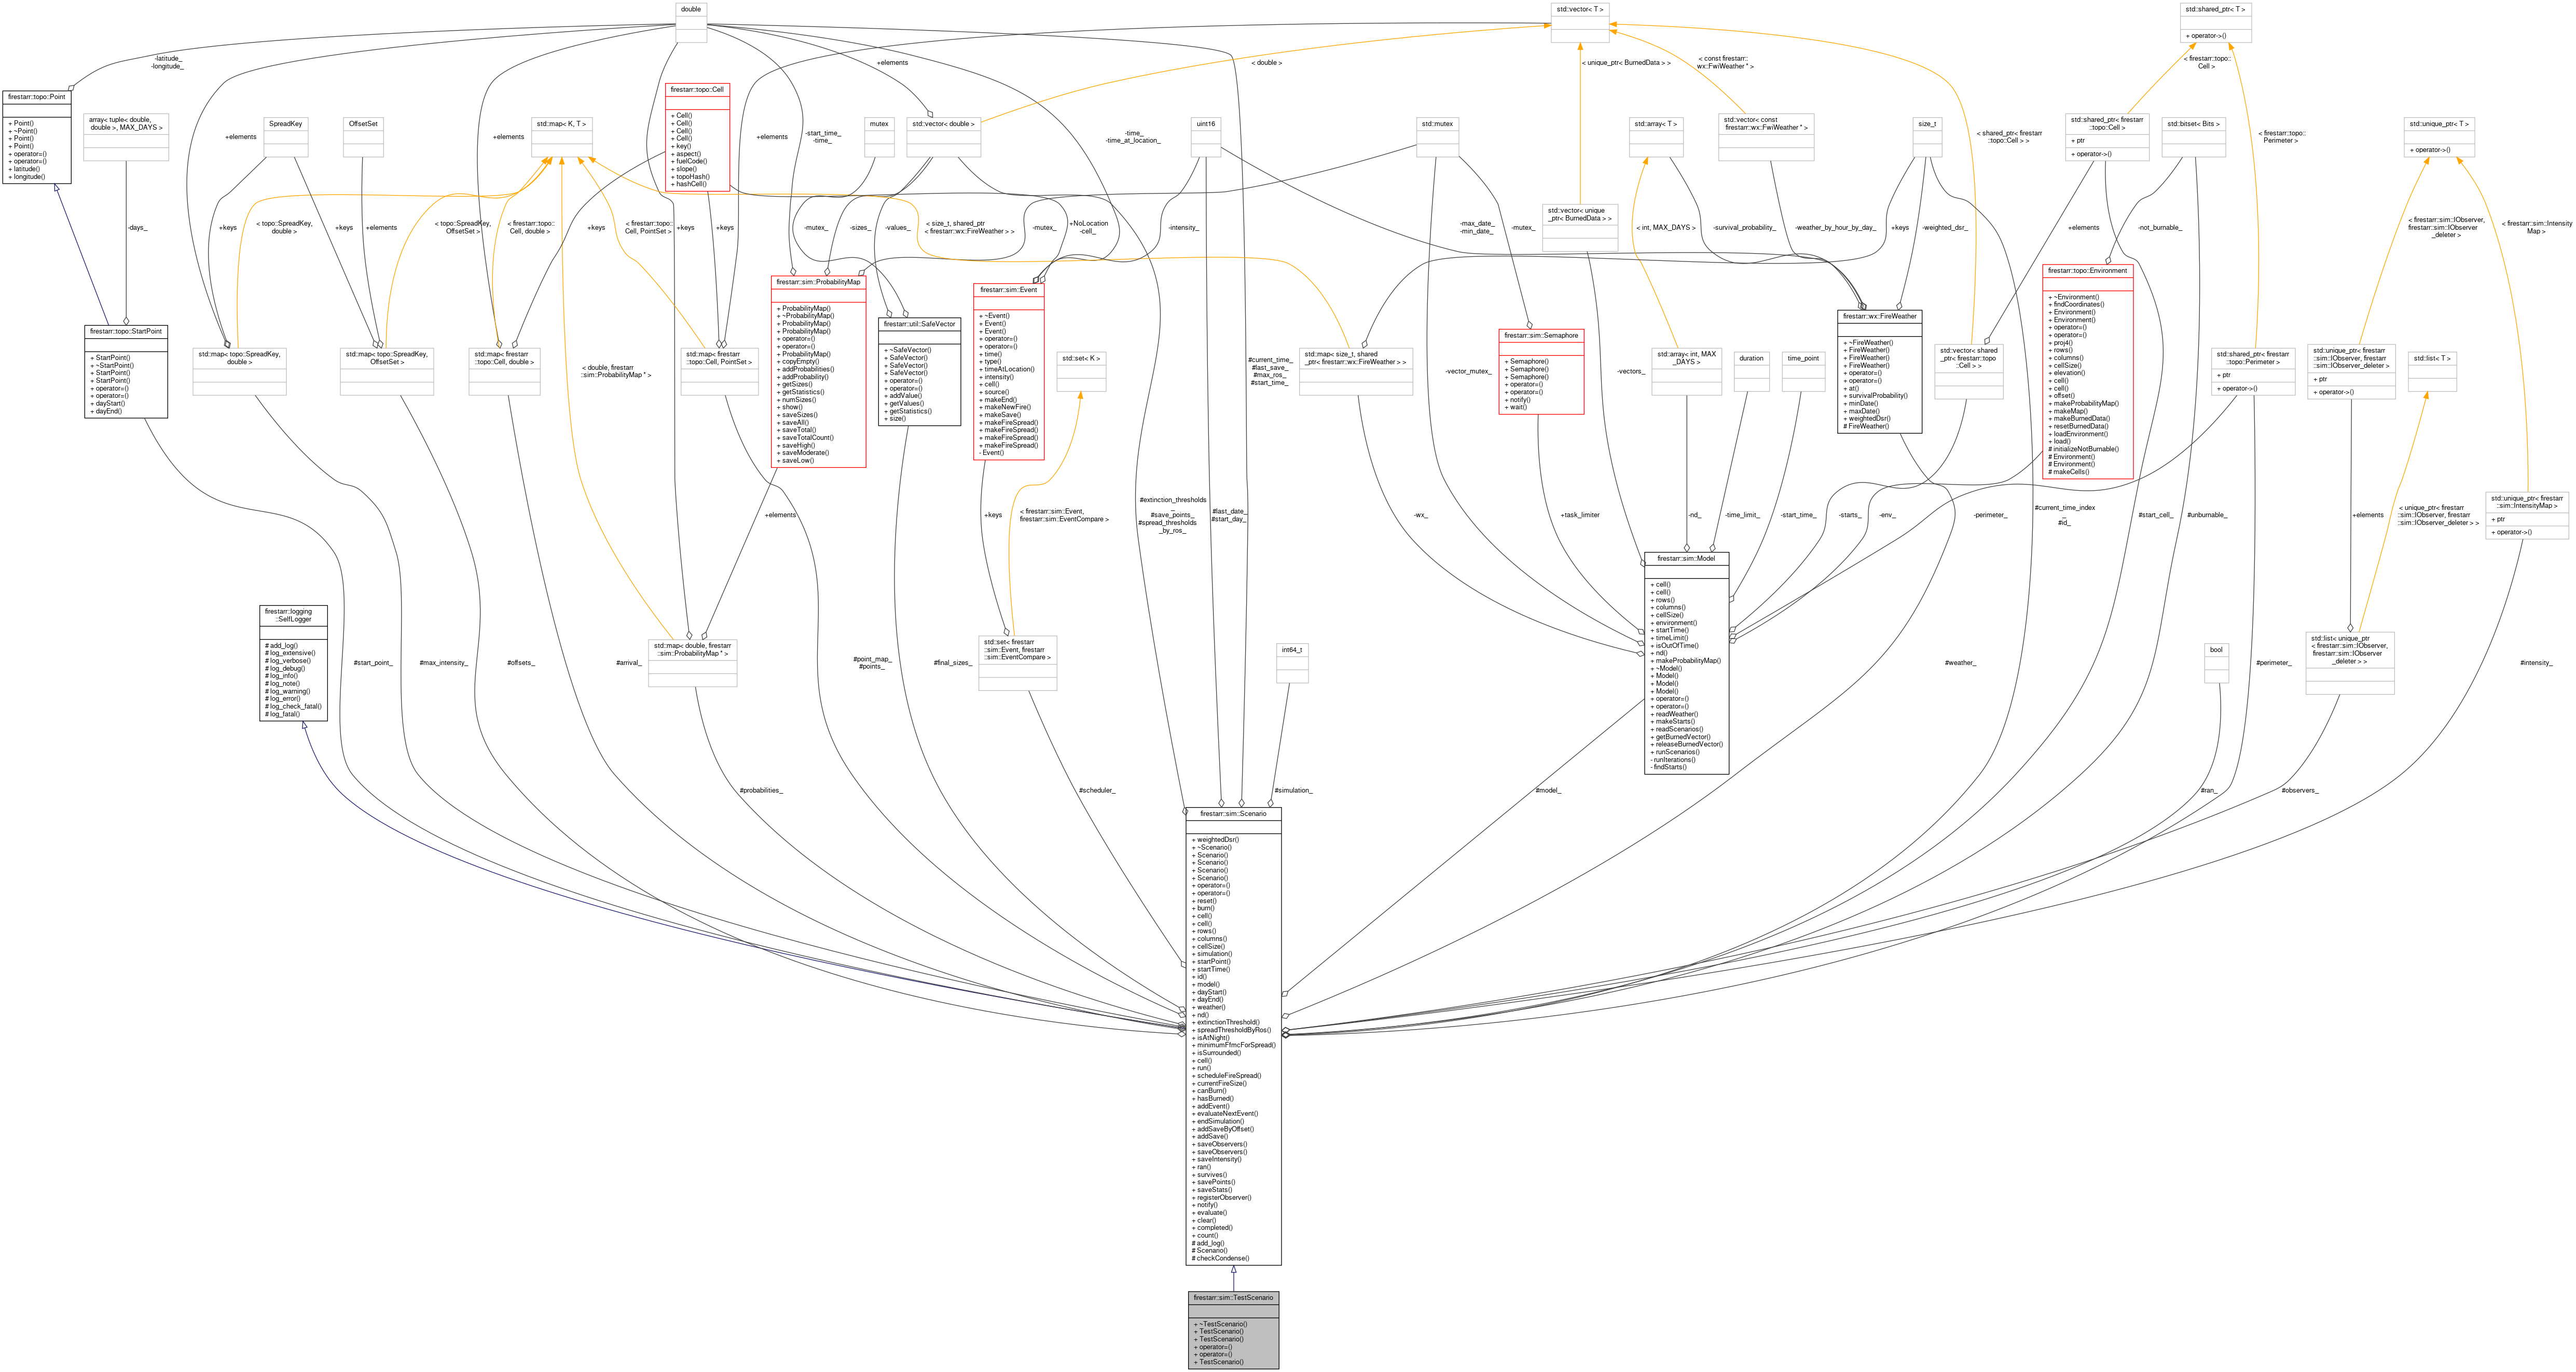 double
std::vector< T >
std::shared_ptr< T >
+ operator->()
-latitude_
-longitude_
+elements
< double >
< unique_ptr< BurnedData > >
< const firestarr::
wx::FwiWeather * >
< firestarr::topo::
Cell >
firestarr::topo::Point
+ Point()
+ ~Point()
+ Point()
+ Point()
+ operator=()
+ operator=()
+ latitude()
+ longitude()
array< tuple< double,
double >, MAX_DAYS >
SpreadKey
OffsetSet
std::map< K, T >
firestarr::topo::Cell
+ Cell()
+ Cell()
+ Cell()
+ Cell()
+ key()
+ aspect()
+ fuelCode()
+ slope()
+ topoHash()
+ hashCell()
mutex
std::vector< double >
uint16
std::mutex
std::array< T >
std::vector< const
firestarr::wx::FwiWeather * >
size_t
std::shared_ptr< firestarr
::topo::Cell >
+ ptr
+ operator->()
std::bitset< Bits >
std::unique_ptr< T >
+ operator->()
+elements
+elements
+elements
-start_time_
-time_
-time_
-time_at_location_
< shared_ptr< firestarr
::topo::Cell > >
< firestarr::topo::
Perimeter >
-days_
+keys
< topo::SpreadKey,
double >
+keys
+elements
< topo::SpreadKey,
OffsetSet >
< firestarr::topo::
Cell, double >
+keys
< firestarr::topo::
Cell, PointSet >
+keys
+keys
-mutex_
-sizes_
-values_
< size_t, shared_ptr
< firestarr::wx::FireWeather > >
-mutex_
+NoLocation
-cell_
-intensity_
-max_date_
-min_date_
-mutex_
std::vector< unique
_ptr< BurnedData > >
< int, MAX_DAYS >
-survival_probability_
-weather_by_hour_by_day_
+keys
-weighted_dsr_
+elements
-not_burnable_
< firestarr::sim::IObserver,
firestarr::sim::IObserver
_deleter >
< firestarr::sim::Intensity
Map >
firestarr::topo::StartPoint
+ StartPoint()
+ ~StartPoint()
+ StartPoint()
+ StartPoint()
+ operator=()
+ operator=()
+ dayStart()
+ dayEnd()
std::map< topo::SpreadKey,
double >
std::map< topo::SpreadKey,
OffsetSet >
std::map< firestarr
::topo::Cell, double >
std::map< firestarr
::topo::Cell, PointSet >
firestarr::sim::ProbabilityMap
+ ProbabilityMap()
+ ~ProbabilityMap()
+ ProbabilityMap()
+ ProbabilityMap()
+ operator=()
+ operator=()
+ ProbabilityMap()
+ copyEmpty()
+ addProbabilities()
+ addProbability()
+ getSizes()
+ getStatistics()
+ numSizes()
+ show()
+ saveSizes()
+ saveAll()
+ saveTotal()
+ saveTotalCount()
+ saveHigh()
+ saveModerate()
+ saveLow()
firestarr::util::SafeVector
+ ~SafeVector()
+ SafeVector()
+ SafeVector()
+ SafeVector()
+ operator=()
+ operator=()
+ addValue()
+ getValues()
+ getStatistics()
+ size()
firestarr::sim::Event
+ ~Event()
+ Event()
+ Event()
+ operator=()
+ operator=()
+ time()
+ timeAtLocation()
+ type()
+ intensity()
+ cell()
+ source()
+ makeEnd()
+ makeNewFire()
+ makeSave()
+ makeFireSpread()
+ makeFireSpread()
+ makeFireSpread()
+ makeFireSpread()
- Event()
std::set< K >
#current_time_
#last_save_
#max_ros_
#start_time_
std::map< size_t, shared
_ptr< firestarr::wx::FireWeather > >
-vector_mutex_
firestarr::sim::Semaphore
+ Semaphore()
+ Semaphore()
+ Semaphore()
+ operator=()
+ operator=()
+ notify()
+ wait()
-vectors_
std::array< int, MAX
_DAYS >
duration
time_point
firestarr::wx::FireWeather
+ ~FireWeather()
+ FireWeather()
+ FireWeather()
+ FireWeather()
+ operator=()
+ operator=()
+ at()
+ survivalProbability()
+ minDate()
+ maxDate()
+ weightedDsr()
# FireWeather()
std::vector< shared
_ptr< firestarr::topo
::Cell > >
firestarr::topo::Environment
+ ~Environment()
+ findCoordinates()
+ Environment()
+ Environment()
+ operator=()
+ operator=()
+ proj4()
+ rows()
+ columns()
+ cellSize()
+ elevation()
+ cell()
+ cell()
+ offset()
+ makeProbabilityMap()
+ makeMap()
+ makeBurnedData()
+ resetBurnedData()
+ loadEnvironment()
+ load()
# initializeNotBurnable()
# Environment()
# Environment()
# makeCells()
std::shared_ptr< firestarr
::topo::Perimeter >
+ ptr
+ operator->()
std::unique_ptr< firestarr
::sim::IObserver, firestarr
::sim::IObserver_deleter >
+ ptr
+ operator->()
std::list< T >
< double, firestarr
::sim::ProbabilityMap * >
+elements
+keys
< firestarr::sim::Event,
firestarr::sim::EventCompare >
#extinction_thresholds
_
#save_points_
#spread_thresholds
_by_ros_
#last_date_
#start_day_
-wx_
+task_limiter
-nd_
-time_limit_
-start_time_
-starts_
-env_
-perimeter_
#current_time_index
_
#id_
#start_cell_
#unburnable_
+elements
< unique_ptr< firestarr
::sim::IObserver, firestarr
::sim::IObserver_deleter > >
std::unique_ptr< firestarr
::sim::IntensityMap >
+ ptr
+ operator->()
firestarr::logging
::SelfLogger
# add_log()
# log_extensive()
# log_verbose()
# log_debug()
# log_info()
# log_note()
# log_warning()
# log_error()
# log_check_fatal()
# log_fatal()
#start_point_
#max_intensity_
#offsets_
#arrival_
std::map< double, firestarr
::sim::ProbabilityMap * >
#point_map_
#points_
#final_sizes_
std::set< firestarr
::sim::Event, firestarr
::sim::EventCompare >
int64_t
firestarr::sim::Model
+ cell()
+ cell()
+ rows()
+ columns()
+ cellSize()
+ environment()
+ startTime()
+ timeLimit()
+ isOutOfTime()
+ nd()
+ makeProbabilityMap()
+ ~Model()
+ Model()
+ Model()
+ Model()
+ operator=()
+ operator=()
+ readWeather()
+ makeStarts()
+ readScenarios()
+ getBurnedVector()
+ releaseBurnedVector()
+ runScenarios()
- runIterations()
- findStarts()
#weather_
bool
#perimeter_
std::list< unique_ptr
< firestarr::sim::IObserver,
firestarr::sim::IObserver
_deleter > >
#intensity_
#probabilities_
#scheduler_
#simulation_
#model_
#ran_
#observers_
firestarr::sim::Scenario
+ weightedDsr()
+ ~Scenario()
+ Scenario()
+ Scenario()
+ Scenario()
+ Scenario()
+ operator=()
+ operator=()
+ reset()
+ burn()
+ cell()
+ cell()
+ rows()
+ columns()
+ cellSize()
+ simulation()
+ startPoint()
+ startTime()
+ id()
+ model()
+ dayStart()
+ dayEnd()
+ weather()
+ nd()
+ extinctionThreshold()
+ spreadThresholdByRos()
+ isAtNight()
+ minimumFfmcForSpread()
+ isSurrounded()
+ cell()
+ run()
+ scheduleFireSpread()
+ currentFireSize()
+ canBurn()
+ hasBurned()
+ addEvent()
+ evaluateNextEvent()
+ endSimulation()
+ addSaveByOffset()
+ addSave()
+ saveObservers()
+ saveObservers()
+ saveIntensity()
+ ran()
+ survives()
+ savePoints()
+ saveStats()
+ registerObserver()
+ notify()
+ evaluate()
+ clear()
+ completed()
+ count()
# add_log()
# Scenario()
# checkCondense()
firestarr::sim::TestScenario
+ ~TestScenario()
+ TestScenario()
+ TestScenario()
+ operator=()
+ operator=()
+ TestScenario()